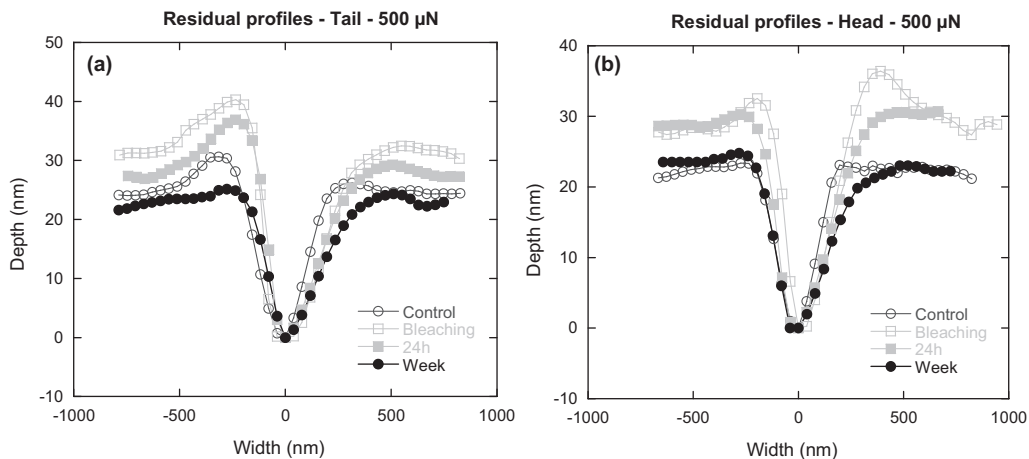 Residual profiles - Tail - 500 µN
(a)
50
40
30
20
10
0
-10
-1000
-500
0
500
1000
Depth (nm)
Width (nm)
Control
Bleaching
24h
Week
Residual profiles - Head - 500 µN
(b)
40
30
20
10
0
-10
-1000
-500
0
500
1000
Depth (nm)
Width (nm)
Control
Bleaching
24h
Week